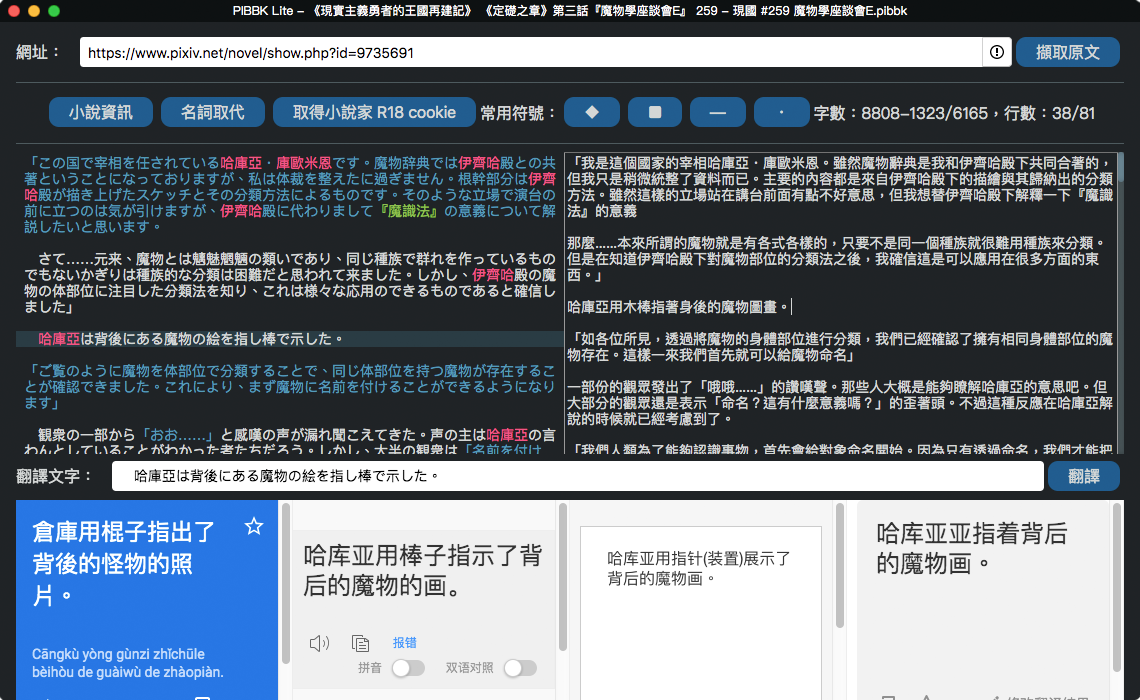 PIBBK Lite – 《現實主義勇者的王國再建記》 《定礎之章》第三話『魔物學座談會E』 259 – 現國 #259 魔物學座談會E.pibbk
網址：
https://www.pixiv.net/novel/show.php?id=9735691
擷取原文
小說資訊
名詞取代
取得小說家 R18 cookie
常用符號：
◆
■
—
·
字數：8808–1323/6165，行數：38/81
「この国で宰相を任されている哈庫亞·庫歐米恩です。魔物辞典では伊齊哈殿との共
著ということになっておりますが、私は体裁を整えたに過ぎません。根幹部分は伊齊
哈殿が描き上げたスケッチとその分類方法によるものです。そのような立場で演台の
前に立つのは気が引けますが、伊齊哈殿に代わりまして『魔識法』の意義について解
説したいと思います。
さて……元来、魔物とは魑魅魍魎の類いであり、同じ種族で群れを作っているもの
でもないかぎりは種族的な分類は困難だと思われて来ました。しかし、伊齊哈殿の魔
物の体部位に注目した分類法を知り、これは様々な応用のできるものであると確信し
ました」
哈庫亞は背後にある魔物の絵を指し棒で示した。
「ご覧のように魔物を体部位で分類することで、同じ体部位を持つ魔物が存在するこ
とが確認できました。これにより、まず魔物に名前を付けることができるようになり
ます」
観衆の一部から「おお……」と感嘆の声が漏れ聞こえてきた。声の主は哈庫亞の言
わんとしていることがわかった者たちだろう。しかし、大半の観衆は「名前を付け
「我是這個國家的宰相哈庫亞·庫歐米恩。雖然魔物辭典是我和伊齊哈殿下共同合著的，
但我只是稍微統整了資料而已。主要的內容都是來自伊齊哈殿下的描繪與其歸納出的分類
方法。雖然這樣的立場站在講台前面有點不好意思，但我想替伊齊哈殿下解釋一下『魔識
法』的意義
那麼……本來所謂的魔物就是有各式各樣的，只要不是同一個種族就很難用種族來分類。
但是在知道伊齊哈殿下對魔物部位的分類法之後，我確信這是可以應用在很多方面的東
西。」
哈庫亞用木棒指著身後的魔物圖畫。
「如各位所見，透過將魔物的身體部位進行分類，我們已經確認了擁有相同身體部位的魔
物存在。這樣一來我們首先就可以給魔物命名」
一部份的觀眾發出了「哦哦……」的讚嘆聲。那些人大概是能夠瞭解哈庫亞的意思吧。但
大部分的觀眾還是表示「命名？這有什麼意義嗎？」的歪著頭。不過這種反應在哈庫亞解
說的時候就已經考慮到了。
「我們人類為了能夠認識事物，首先會給對象命名開始。因為只有透過命名，我們才能把
翻譯文字：
哈庫亞は背後にある魔物の絵を指し棒で示した。
翻譯
倉庫用棍子指出了
背後的怪物的照
片。
Cāngkù yòng gùnzi zhǐchūle
bèihòu de guàiwù de zhàopiàn.
哈库亚用棒子指示了背
后的魔物的画。
报错
拼音
双语对照
哈库亚用指针(装置)展示了
背后的魔物画。
哈库亚亚指着背后
的魔物画。